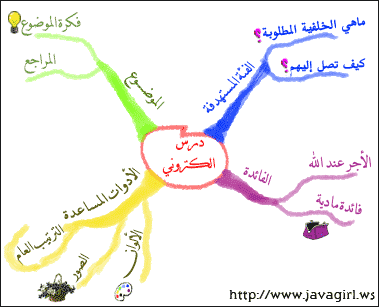 درس
الكتروني
الفئة المستهدفة
ماهي الخلفية المطلوبة؟
كيف تصل إليهم؟
الفائدة
الأجر عند الله
فائدة مادية
الأدوات المساعدة
الألوان
الصور
الترتيب العام
الموضوع
فكرة الموضوع
المراجع
http://www.javagirl.ws